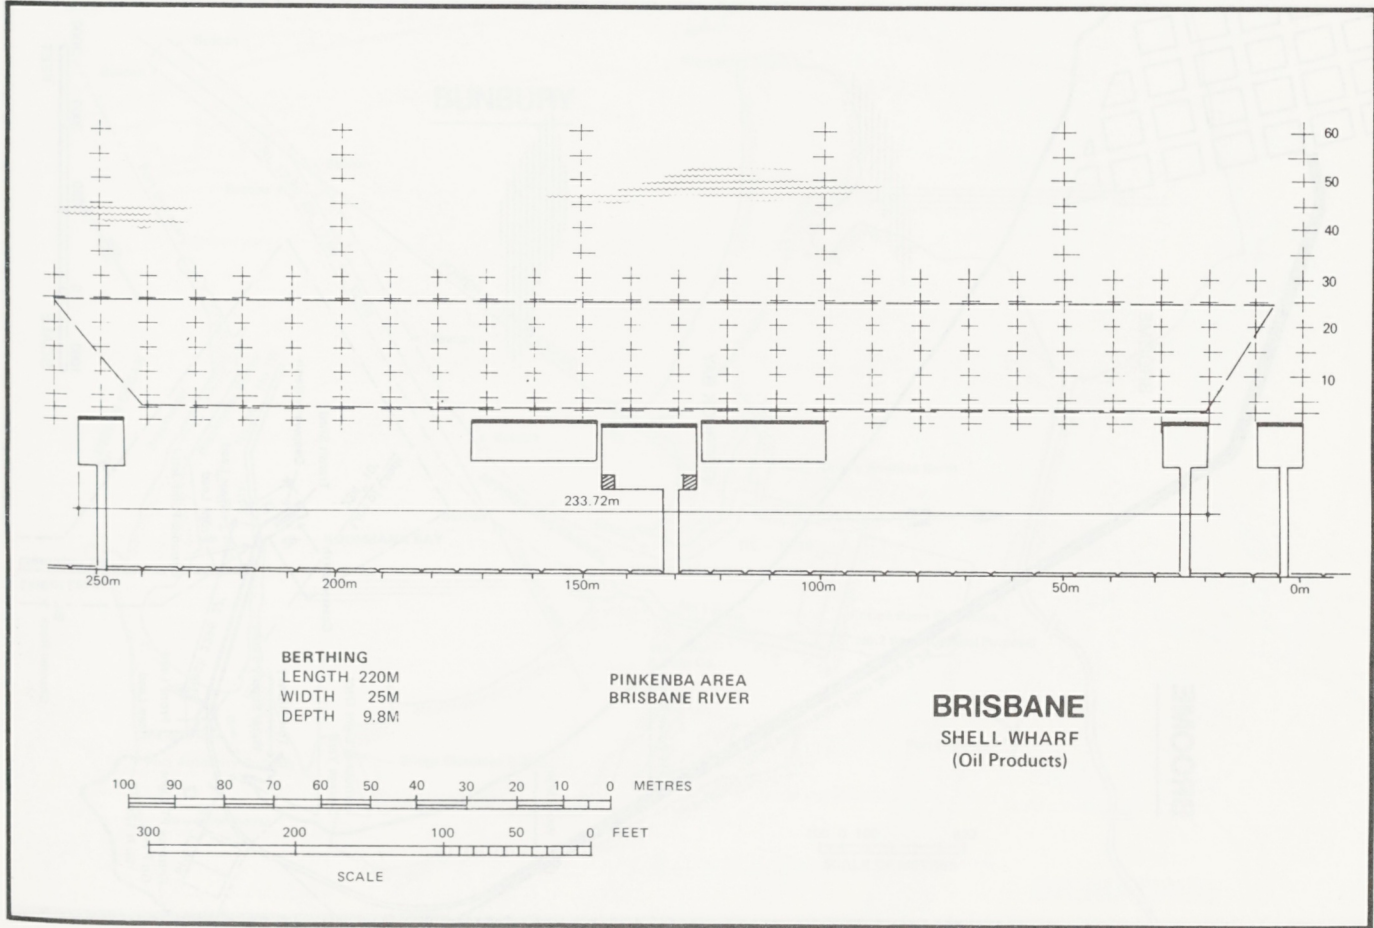 60
50
40
30
20
10
233.72m
250m 200m 150m 100m 50m 0m
BERTHING
LENGTH 220M
WIDTH 25M
DEPTH 9.8M
PINKENBA AREA
BRISBANE RIVER
BRISBANE
SHELL WHARF
(Oil Products)
100 90 80 70 60 50 40 30 20 10 0 METRES
300 200 100 50 0 FEET
SCALE